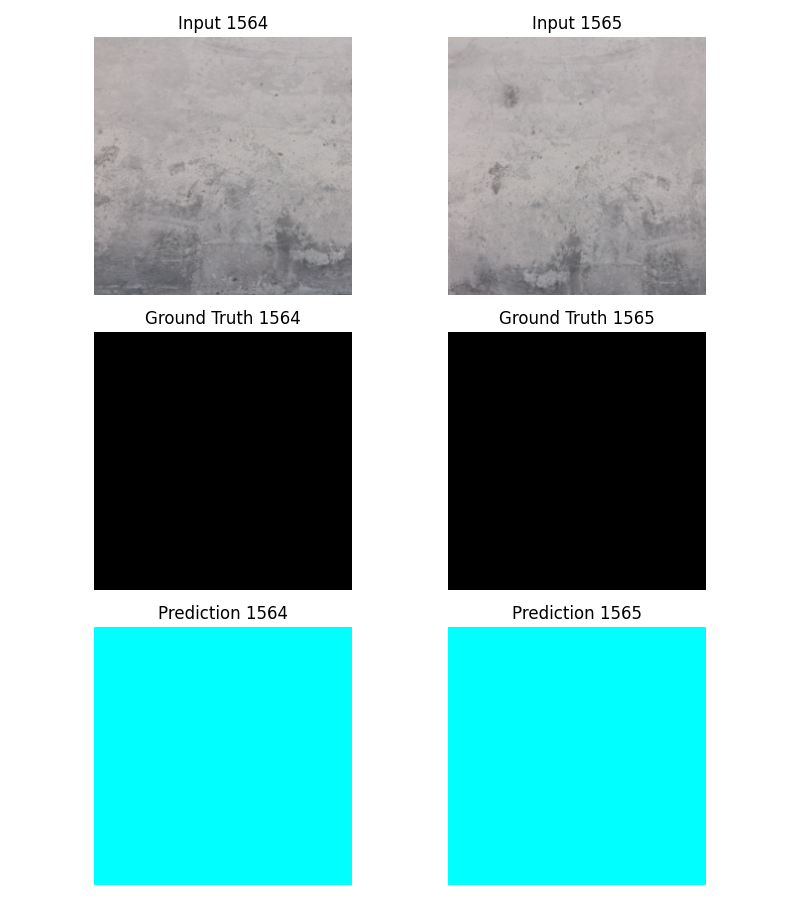 Input 1564
Input 1565
Ground Truth 1564
Ground Truth 1565
Prediction 1564
Prediction 1565